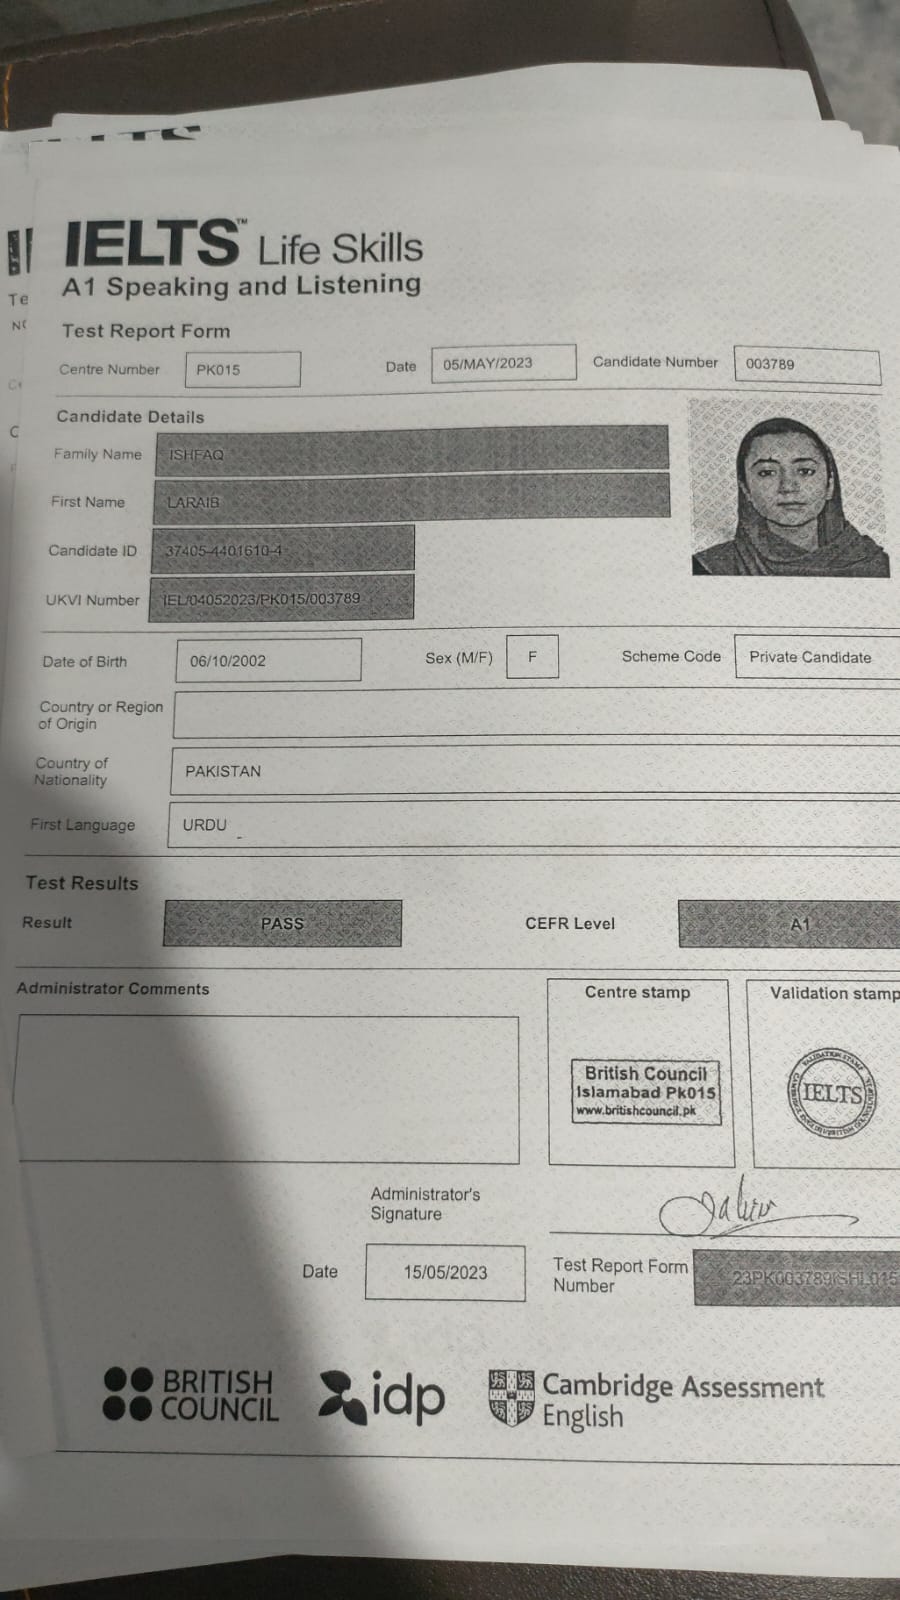 IELTS™ Life Skills
A1 Speaking and Listening
Test Report Form
Centre Number PK015 Date 05/MAY/2023 Candidate Number 003789
Candidate Details
Family Name ISHFAQ
First Name LARAIB
Candidate ID 37405-4401610-4
UKVI Number IEL/04052023/PK015/003789
Date of Birth 06/10/2002 Sex (M/F) F Scheme Code Private Candidate
Country or Region
of Origin
Country of
Nationality PAKISTAN
First Language URDU
Test Results
Result PASS CEFR Level A1
Administrator Comments
Centre stamp
Validation stamp
British Council
Islamabad Pk015
www.britishcouncil.pk
IELTS
Administrator's
Signature
Date 15/05/2023
Test Report Form
Number 23PK003789ISHL015
BRITISH
COUNCIL
idp
Cambridge Assessment
English